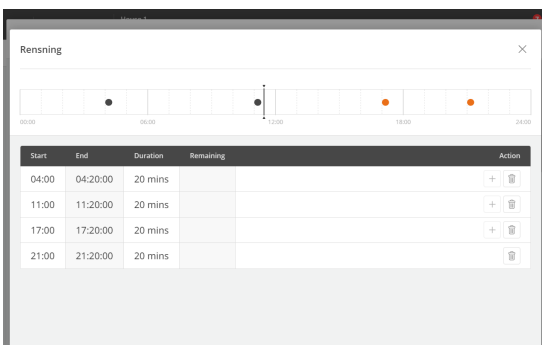 House 1
Rensning
00:00 06:00 12:00 18:00 24:00
Start End Duration Remaining Action
04:00 04:20:00 20 mins
11:00 11:20:00 20 mins
17:00 17:20:00 20 mins
21:00 21:20:00 20 mins